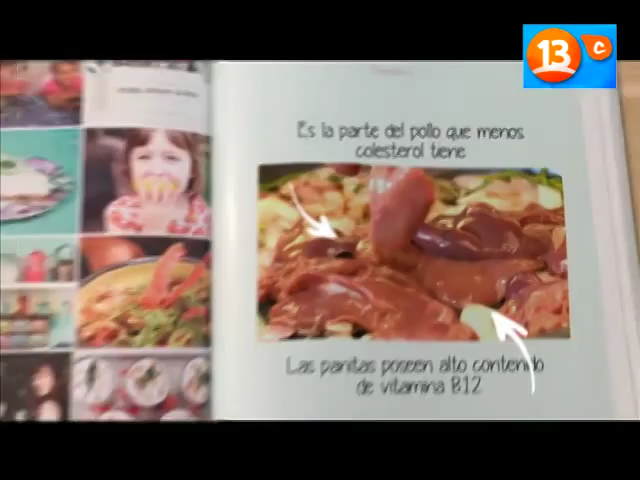 13 C
Es la parte del pollo que menos
colesterol tiene
Las panitas poseen alto contenido
de vitamina B12